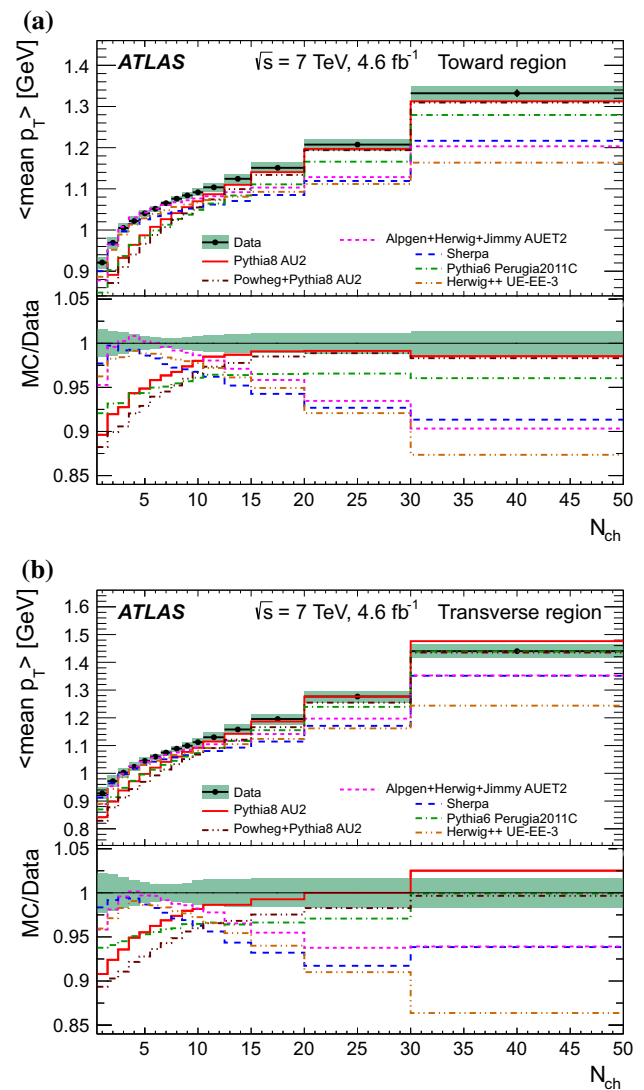 (a)
ATLAS √s = 7 TeV, 4.6 fb⁻¹ Toward region
<mean p_T> [GeV]
1.4
1.3
1.2
1.1
1
0.9
Data
Pythia8 AU2
Powheg+Pythia8 AU2
Alpgen+Herwig+Jimmy AUET2
Sherpa
Pythia6 Perugia2011C
Herwig++ UE-EE-3
MC/Data
1.05
1
0.95
0.9
0.85
5 10 15 20 25 30 35 40 45 50
N_ch
(b)
ATLAS √s = 7 TeV, 4.6 fb⁻¹ Transverse region
<mean p_T> [GeV]
1.6
1.5
1.4
1.3
1.2
1.1
1
0.9
0.8
Data
Pythia8 AU2
Powheg+Pythia8 AU2
Alpgen+Herwig+Jimmy AUET2
Sherpa
Pythia6 Perugia2011C
Herwig++ UE-EE-3
MC/Data
1.05
1
0.95
0.9
0.85
5 10 15 20 25 30 35 40 45 50
N_ch